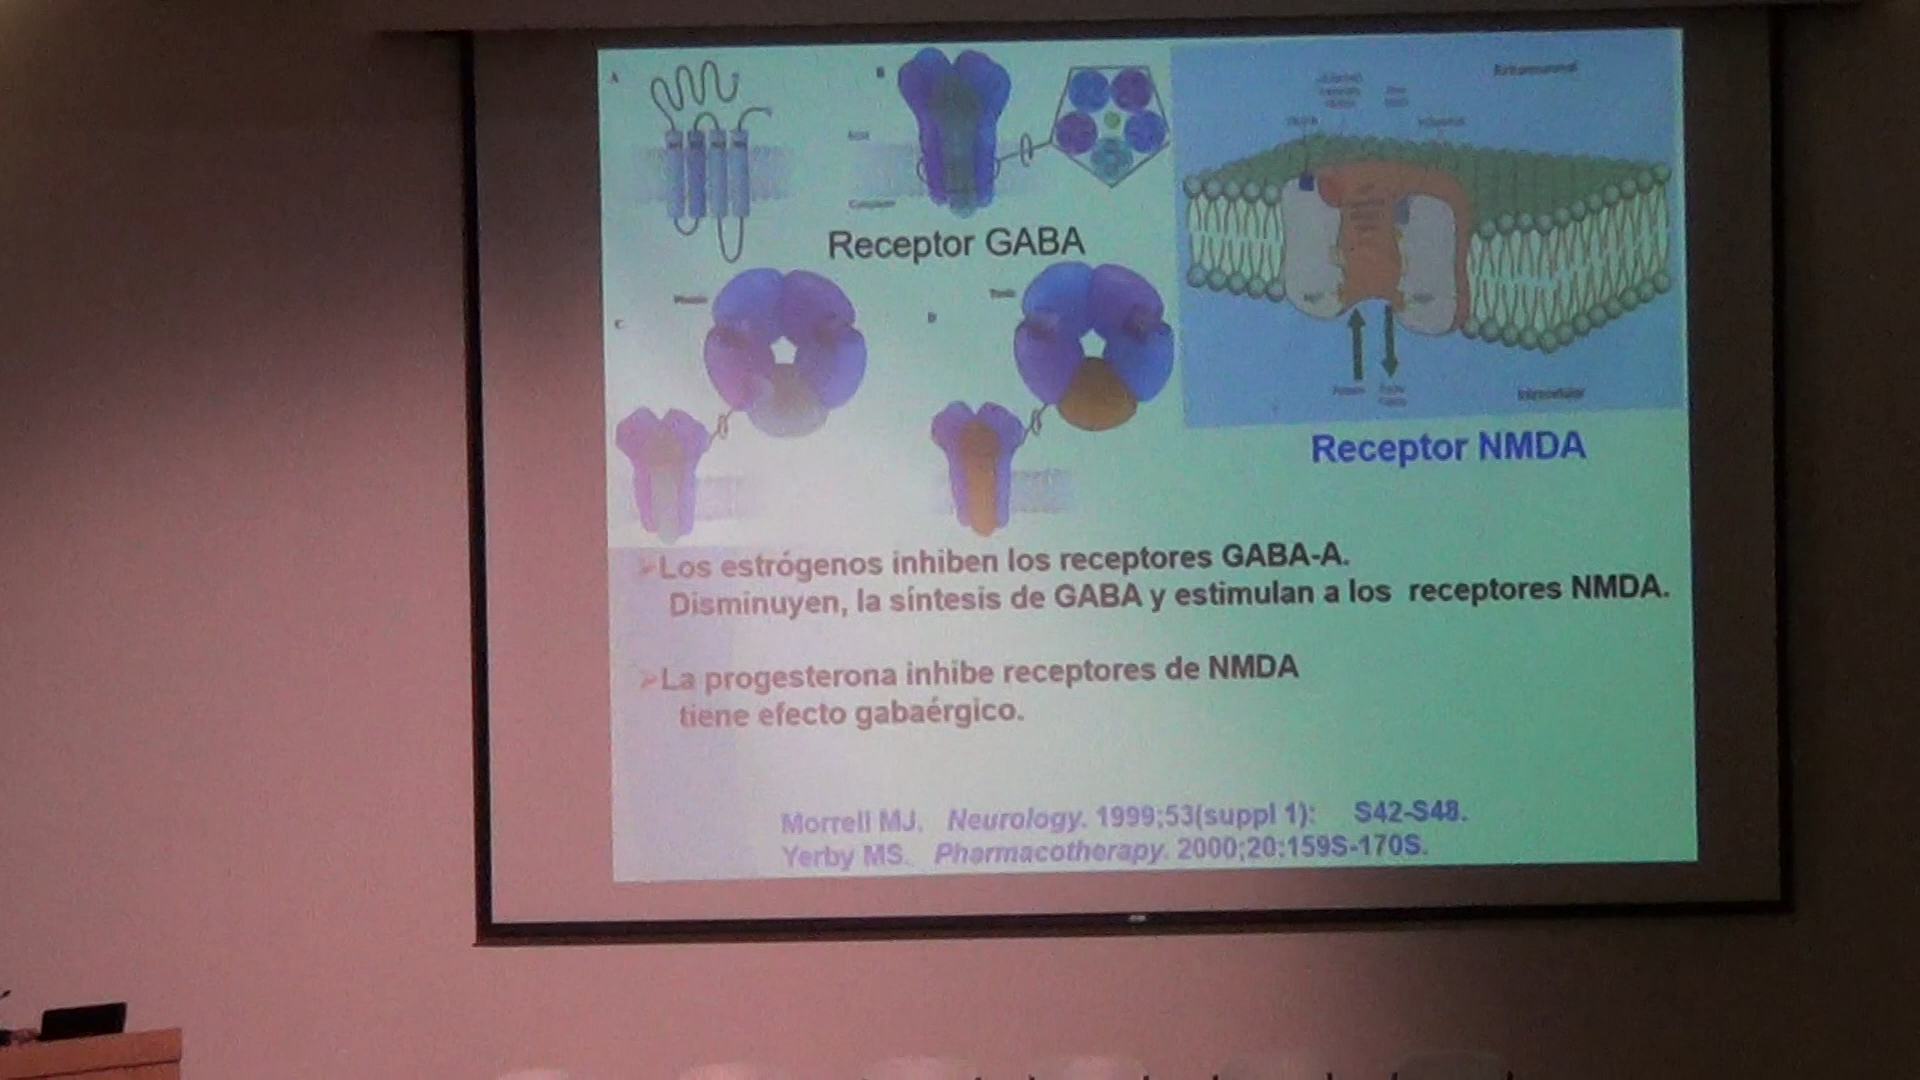 A
B
Receptor GABA
C
D
Receptor NMDA
➢Los estrógenos inhiben los receptores GABA-A.
Disminuyen, la síntesis de GABA y estimulan a los receptores NMDA.
➢La progesterona inhibe receptores de NMDA
tiene efecto gabaérgico.
Morrell MJ. Neurology. 1999;53(suppl 1): S42-S48.
Yerby MS. Pharmacotherapy. 2000;20:159S-170S.